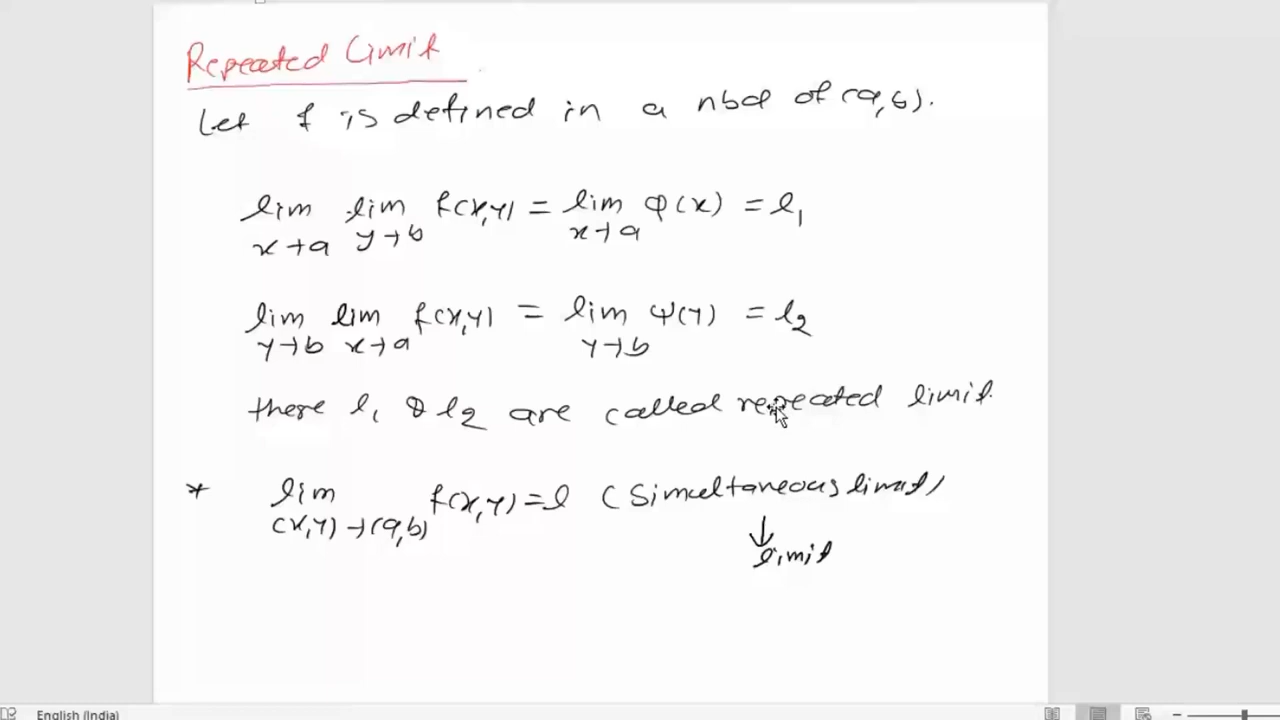 Repeated Limit
Let f is defined in a nbd of (a,b).
lim lim f(x,y) = lim φ(x) = l₁
x→a y→b x→a
lim lim f(x,y) = lim ψ(y) = l₂
y→b x→a y→b
these l₁ & l₂ are called repeated limit.
* lim f(x,y) = l (Simultaneous limit)
(x,y)→(a,b)
↓
limit
English (India)